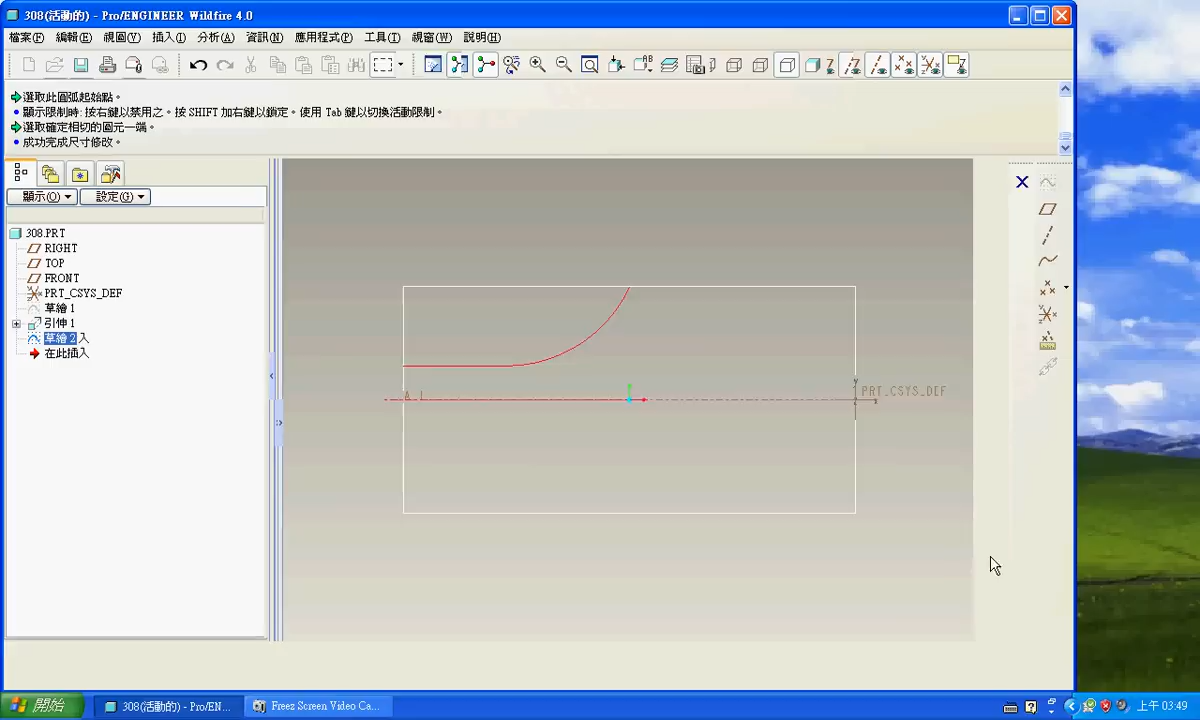 308(活動的) - Pro/ENGINEER Wildfire 4.0
檔案(F) 編輯(E) 視圖(V) 插入(I) 分析(A) 資訊(N) 應用程式(P) 工具(T) 視窗(W) 說明(H)
選取此圓弧起始點。
顯示限制時: 按右鍵以禁用之。按 SHIFT 加右鍵以鎖定。使用 Tab 鍵以切換活動限制。
選取確定相切的圖元一端。
成功完成尺寸修改。
顯示(O) 設定(G)
308.PRT
RIGHT
TOP
FRONT
PRT_CSYS_DEF
草繪 1
引伸 1
草繪 2
在此插入
A_1
PRT_CSYS_DEF
開始 308(活動的) - Pro/EN... Freez Screen Video Ca... 上午 03:49